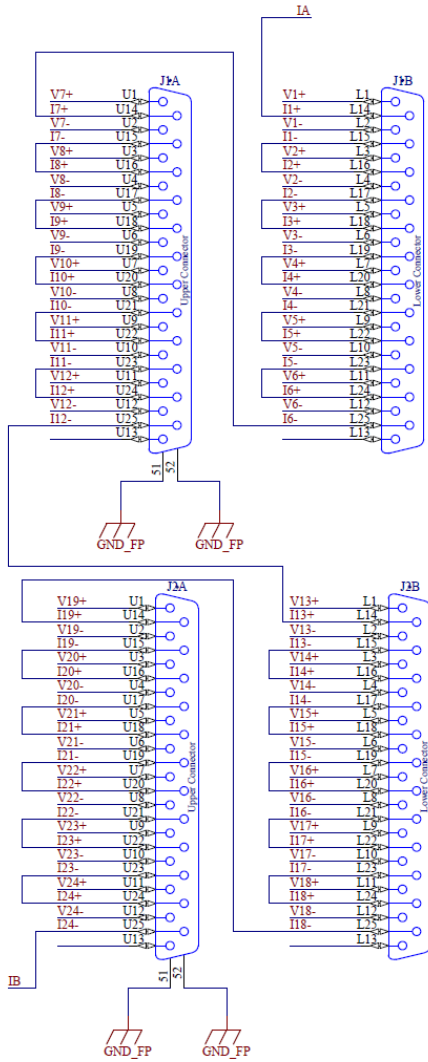 IA
J1A
V7+ U1
I7+ U14
V7- U2
I7- U15
V8+ U3
I8+ U16
V8- U4
I8- U17
V9+ U5
I9+ U18
V9- U6
I9- U19
V10+ U7
I10+ U20
V10- U8
I10- U21
V11+ U9
I11+ U22
V11- U10
I11- U23
V12+ U11
I12+ U24
V12- U12
I12- U25
U13
Upper Connector
51
52
GND_FP
GND_FP
J1B
V1+ L1
I1+ L14
V1- L2
I1- L15
V2+ L3
I2+ L16
V2- L4
I2- L17
V3+ L5
I3+ L18
V3- L6
I3- L19
V4+ L7
I4+ L20
V4- L8
I4- L21
V5+ L9
I5+ L22
V5- L10
I5- L23
V6+ L11
I6+ L24
V6- L12
I6- L25
L13
Lower Connector
J2A
V19+ U1
I19+ U14
V19- U2
I19- U15
V20+ U3
I20+ U16
V20- U4
I20- U17
V21+ U5
I21+ U18
V21- U6
I21- U19
V22+ U7
I22+ U20
V22- U8
I22- U21
V23+ U9
I23+ U22
V23- U10
I23- U23
V24+ U11
I24+ U24
V24- U12
I24- U25
U13
Upper Connector
IB
51
52
GND_FP
GND_FP
J2B
V13+ L1
I13+ L14
V13- L2
I13- L15
V14+ L3
I14+ L16
V14- L4
I14- L17
V15+ L5
I15+ L18
V15- L6
I15- L19
V16+ L7
I16+ L20
V16- L8
I16- L21
V17+ L9
I17+ L22
V17- L10
I17- L23
V18+ L11
I18+ L24
V18- L12
I18- L25
L13
Lower Connector